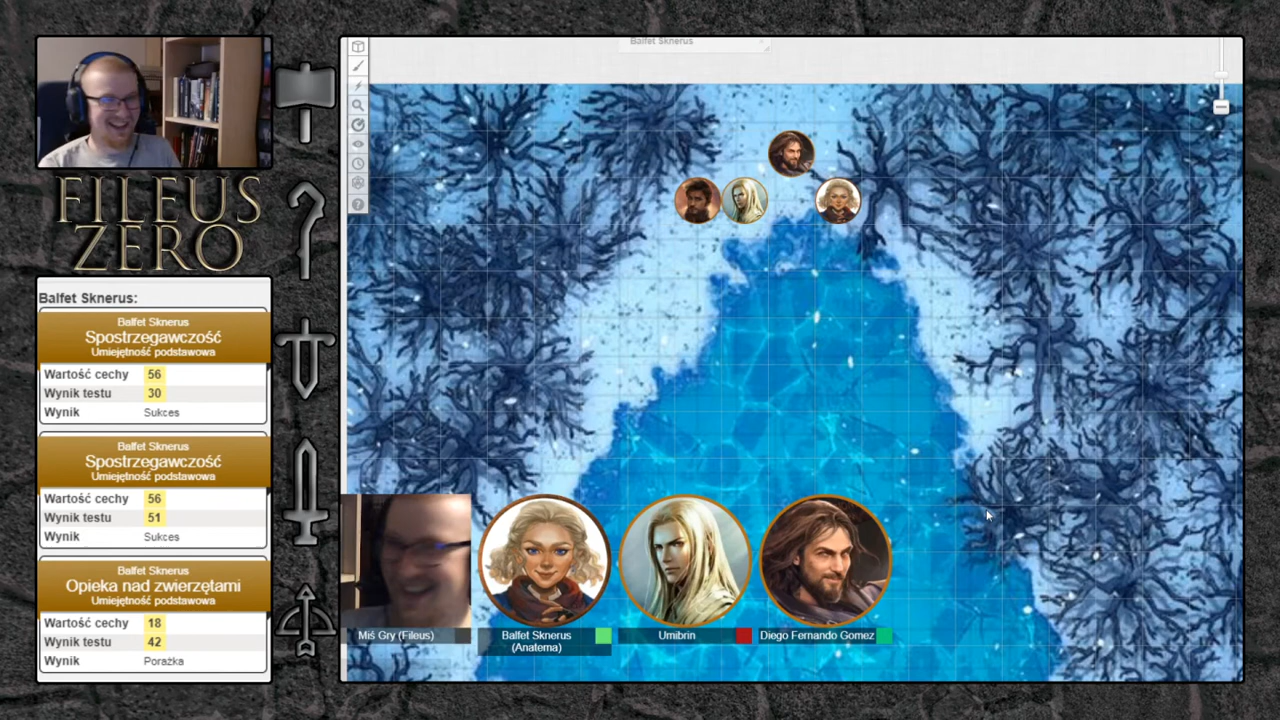 FILEUS
ZERO
Balfet Sknerus:
Balfet Sknerus
Spostrzegawczość
Umiejętność podstawowa
Wartość cechy 56
Wynik testu 30
Wynik Sukces
Balfet Sknerus
Spostrzegawczość
Umiejętność podstawowa
Wartość cechy 56
Wynik testu 51
Wynik Sukces
Balfet Sknerus
Opieka nad zwierzętami
Umiejętność podstawowa
Wartość cechy 18
Wynik testu 42
Wynik Porażka
Balfet Sknerus
Miś Gry (Fileus)
Balfet Sknerus
(Anatema)
Umibrin
Diego Fernando Gomez